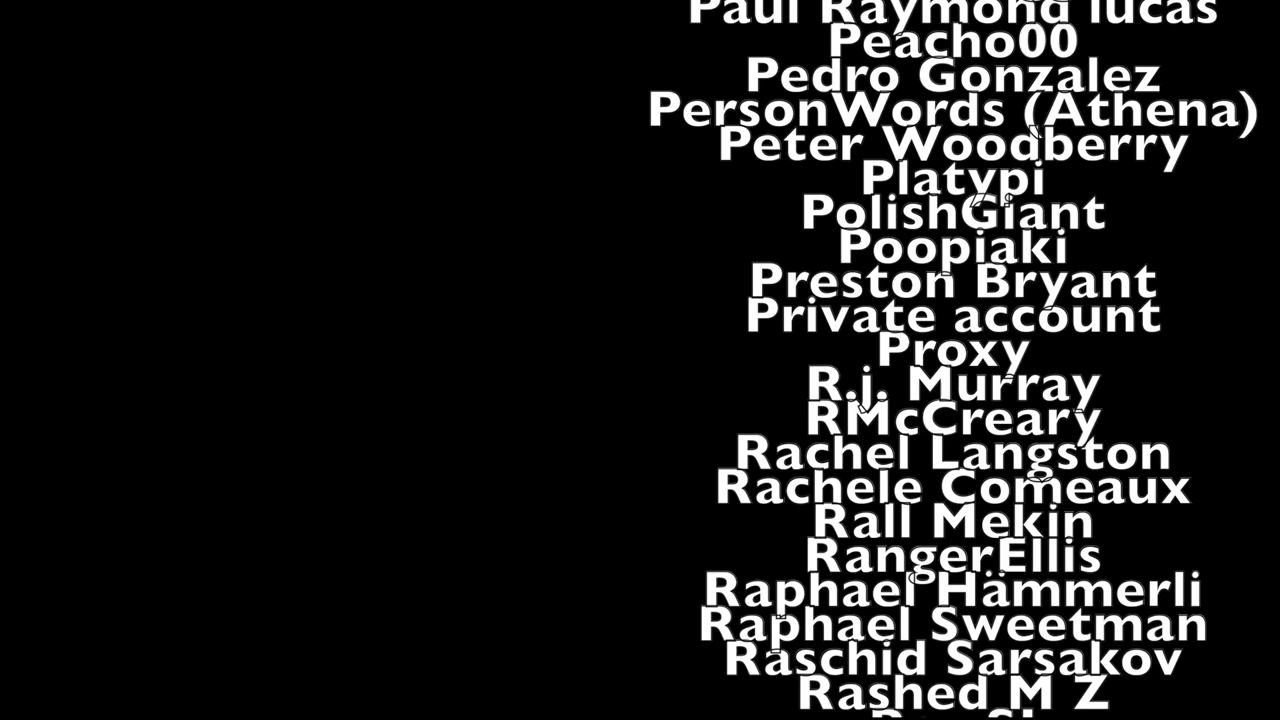 Paul Raymond lucas
Peacho00
Pedro Gonzalez
PersonWords (Athena)
Peter Woodberry
Platypi
PolishGiant
Poopiaki
Preston Bryant
Private account
Proxy
R.j. Murray
RMcCreary
Rachel Langston
Rachele Comeaux
Rall Mekin
RangerEllis
Raphael Hämmerli
Raphael Sweetman
Raschid Sarsakov
Rashed M Z